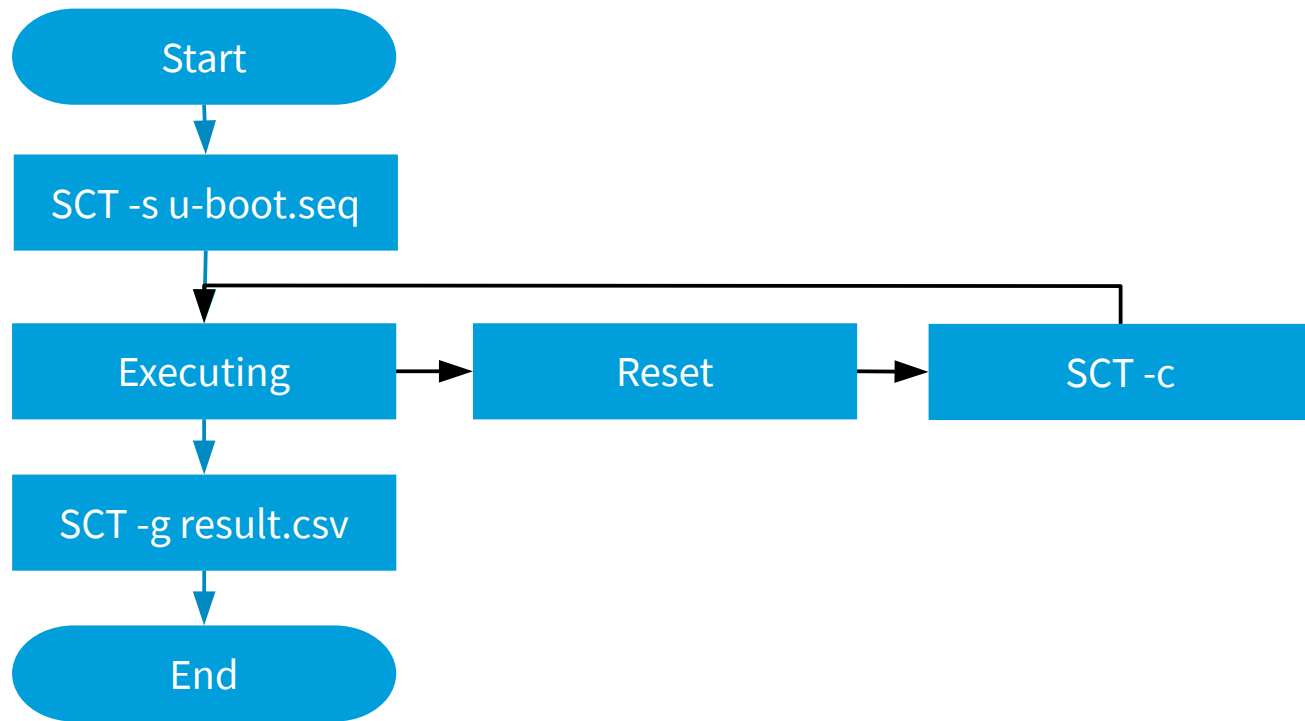 Start
SCT -s u-boot.seq
Executing
Reset
SCT -c
SCT -g result.csv
End